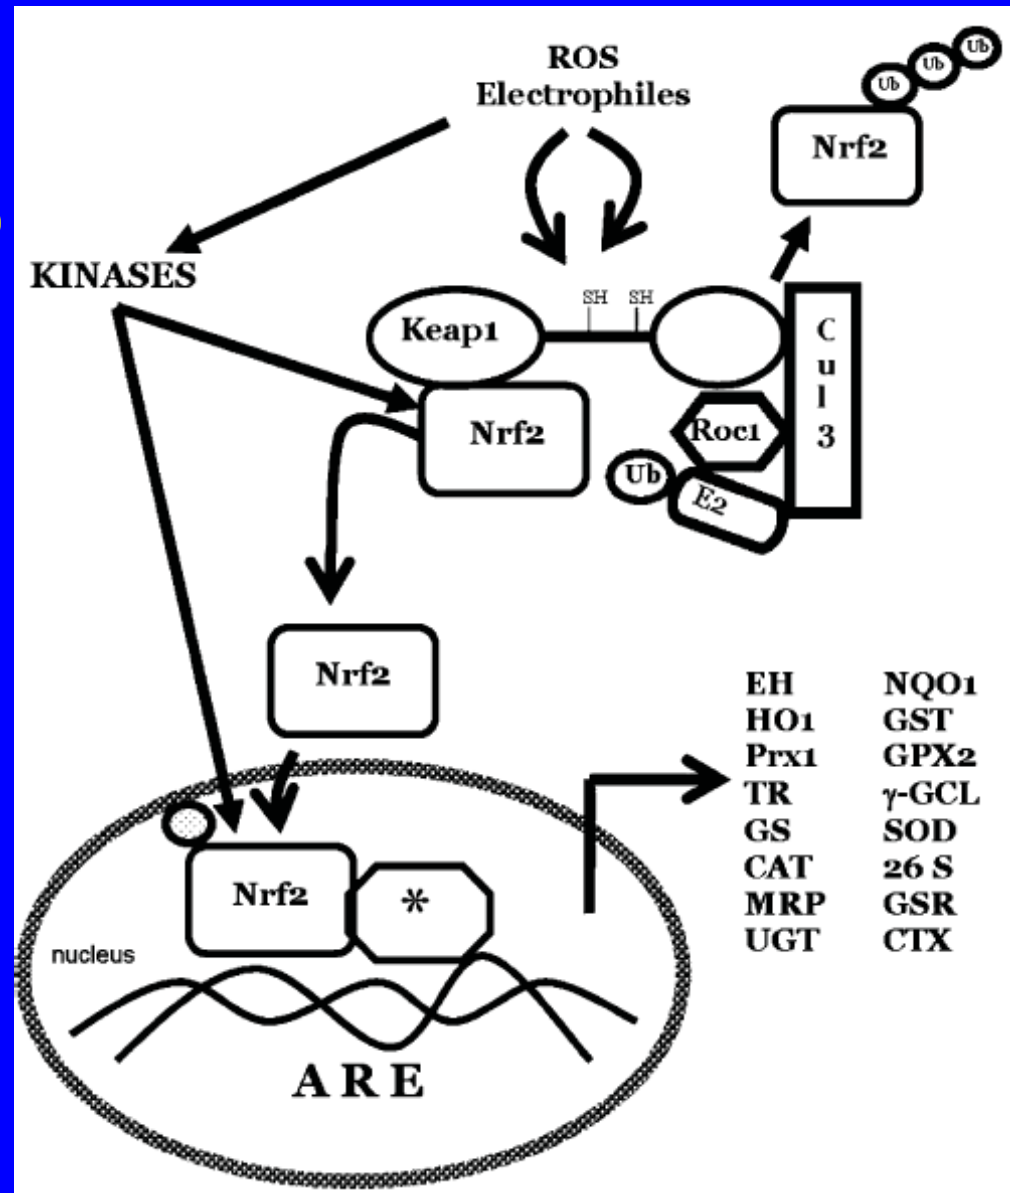 ROS
Electrophiles
Ub
Ub
Ub
Nrf2
KINASES
SH SH
Keap1
Cul3
Nrf2
Roc1
Ub
E2
Nrf2
EH NQO1
HO1 GST
Prx1 GPX2
TR γ-GCL
GS SOD
CAT 26 S
MRP GSR
UGT CTX
Nrf2
*
nucleus
ARE